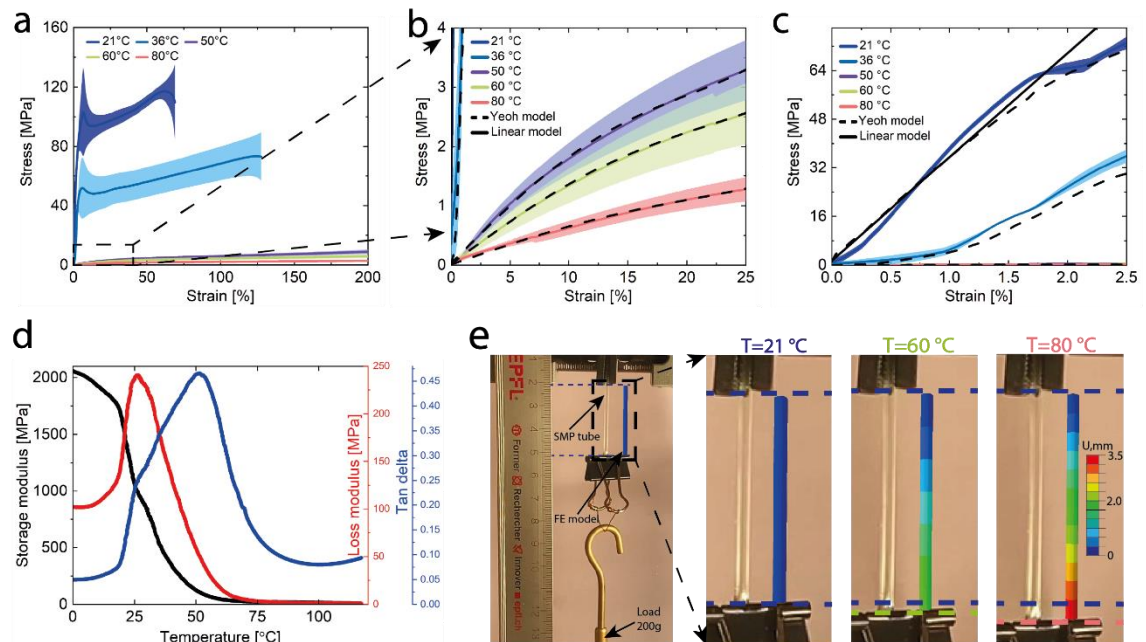 a
160
120
80
40
0
Stress [MPa]
21°C 36°C 50°C
60°C 80°C
0 50 100 150 200
Strain [%]
b
4
3
2
1
0
Stress [MPa]
21 °C
36 °C
50 °C
60 °C
80 °C
Yeoh model
Linear model
0 5 10 15 20 25
Strain [%]
c
64
48
32
16
0
Stress [MPa]
21 °C
36 °C
50 °C
60 °C
80 °C
Yeoh model
Linear model
0.0 0.5 1.0 1.5 2.0 2.5
Strain [%]
d
2000
1500
1000
500
0
Storage modulus [MPa]
0 25 50 75 100
Temperature [°C]
250
200
150
100
50
0
Loss modulus [MPa]
0.45
0.40
0.35
0.30
0.25
0.20
0.15
0.10
0.05
0.00
Tan delta
e
EPFL
Former
Rechercher
Innover
SMP tube
FE model
Load
200g
T=21 °C
T=60 °C
T=80 °C
U,mm
3.5
2.0
0